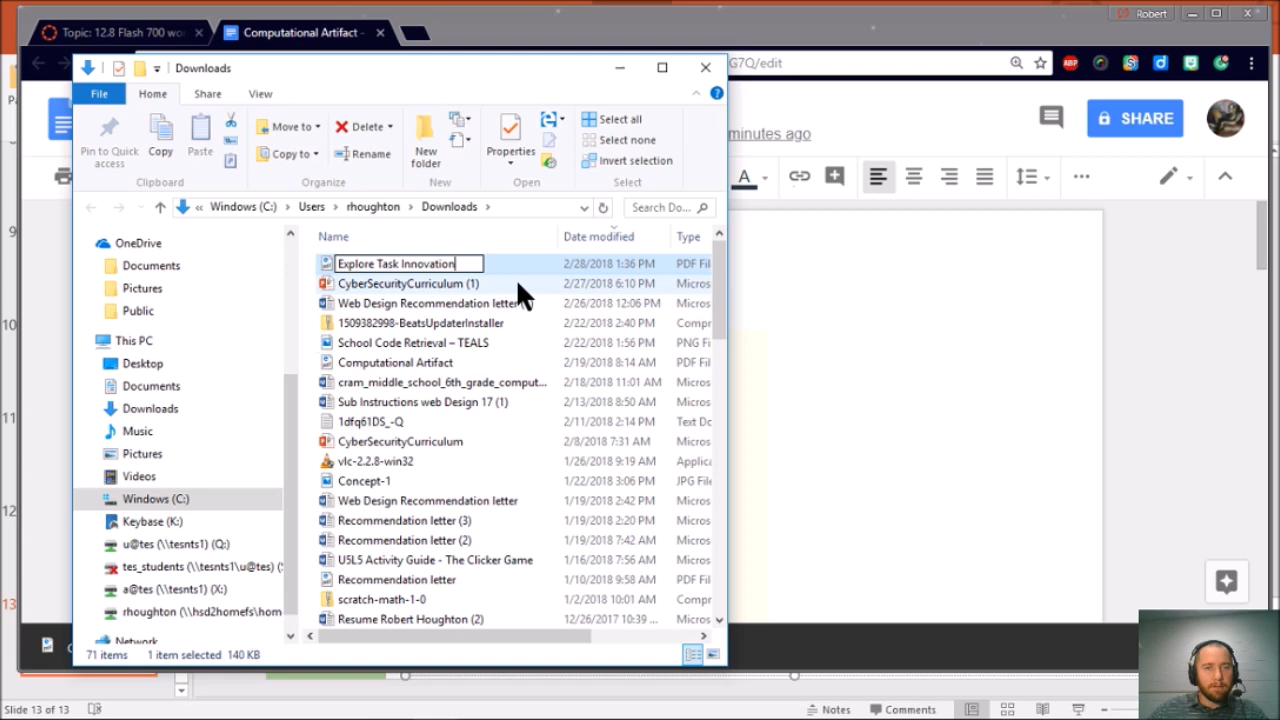 Robert
Topic: 12.8 Flash 700 wo
Computational Artifact -
Downloads
G7Q/edit
ABP
File Home Share View
Pin to Quick access
Copy
Paste
Move to
Copy to
Delete
Rename
New folder
Properties
Select all
Select none
Invert selection
Clipboard Organize New Open Select
minutes ago
SHARE
A
« Windows (C:) > Users > rhoughton > Downloads >
Search Do...
Name Date modified Type
OneDrive
Documents
Pictures
Public
This PC
Desktop
Documents
Downloads
Music
Pictures
Videos
Windows (C:)
Keybase (K:)
u@tes (\\tesnts1) (Q:)
tes_students (\\tesnts1\u@tes) (
a@tes (\\tesnts1) (X:)
rhoughton (\\hsd2homefs\hom
Network
Explore Task Innovation 2/28/2018 1:36 PM PDF Fil
CyberSecurityCurriculum (1) 2/27/2018 6:10 PM Micros
Web Design Recommendation letter 2/26/2018 12:06 PM Micros
1509382998-BeatsUpdaterInstaller 2/22/2018 2:40 PM Compr
School Code Retrieval – TEALS 2/22/2018 1:56 PM PNG Fi
Computational Artifact 2/19/2018 8:14 AM PDF Fil
cram_middle_school_6th_grade_comput... 2/18/2018 11:01 AM Micros
Sub Instructions web Design 17 (1) 2/13/2018 8:50 AM Micros
1dfq61DS_-Q 2/11/2018 2:14 PM Text Do
CyberSecurityCurriculum 2/8/2018 7:31 AM Micros
vlc-2.2.8-win32 1/26/2018 9:19 AM Applica
Concept-1 1/22/2018 3:06 PM JPG Fil
Web Design Recommendation letter 1/19/2018 2:42 PM Micros
Recommendation letter (3) 1/19/2018 2:20 PM Micros
Recommendation letter (2) 1/19/2018 7:42 AM Micros
U5L5 Activity Guide - The Clicker Game 1/16/2018 7:56 AM Micros
Recommendation letter 1/10/2018 9:58 AM PDF Fil
scratch-math-1-0 1/2/2018 10:01 AM Compr
Resume Robert Houghton (2) 12/26/2017 10:39 ... Micros
71 items 1 item selected 140 KB
9
10
11
12
13
Slide 13 of 13
Notes
Comments